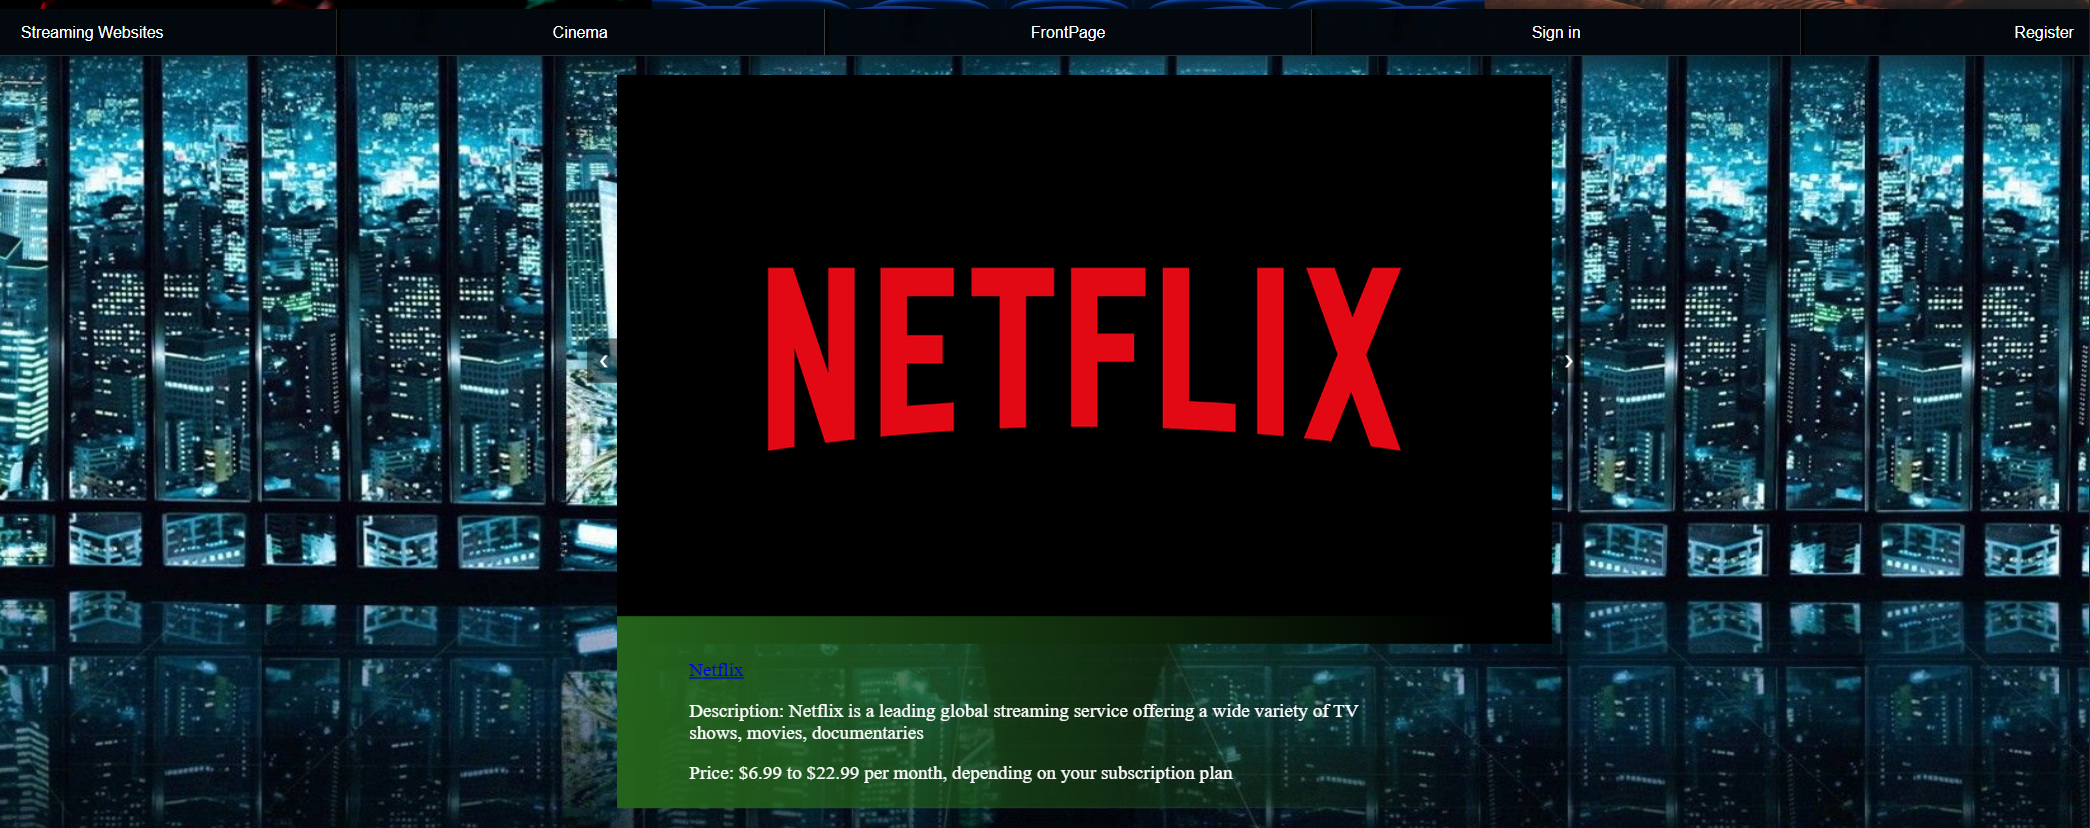 Streaming Websites
Cinema
FrontPage
Sign in
Register
NETFLIX
‹
›
Netflix
Description: Netflix is a leading global streaming service offering a wide variety of TV
shows, movies, documentaries
Price: $6.99 to $22.99 per month, depending on your subscription plan